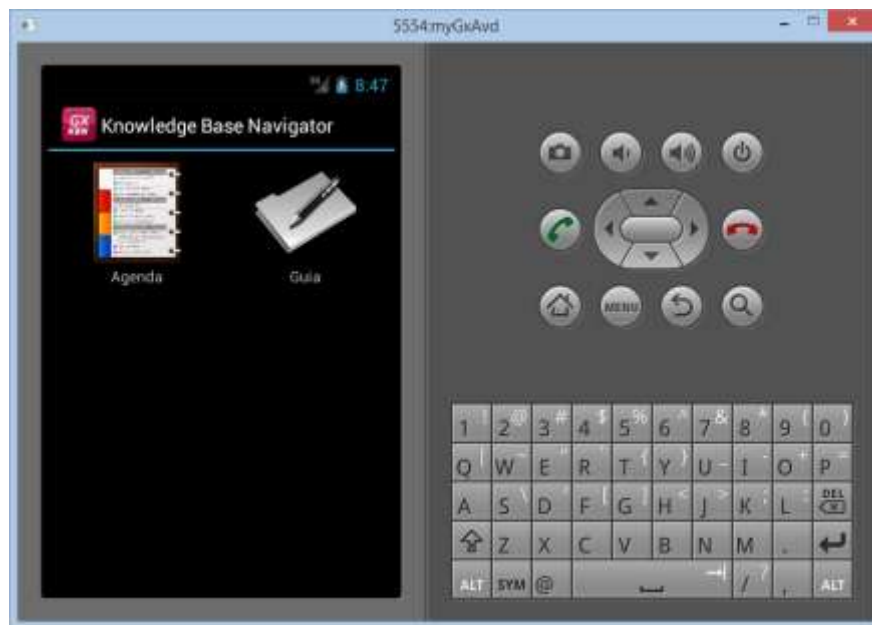 5554:myGxAvd
8:47
GX
Knowledge Base Navigator
Agenda
Guia
MENU
1 ! 2 @ 3 # 4 $ 5 % 6 ^ 7 & 8 * 9 ( 0 )
Q | W ~ E " R ` T { Y } U - I - O + P =
A S \ D ' F [ G ] H < J > K ; L : DEL
Z X C V B N M .
ALT SYM @ / ? , ALT